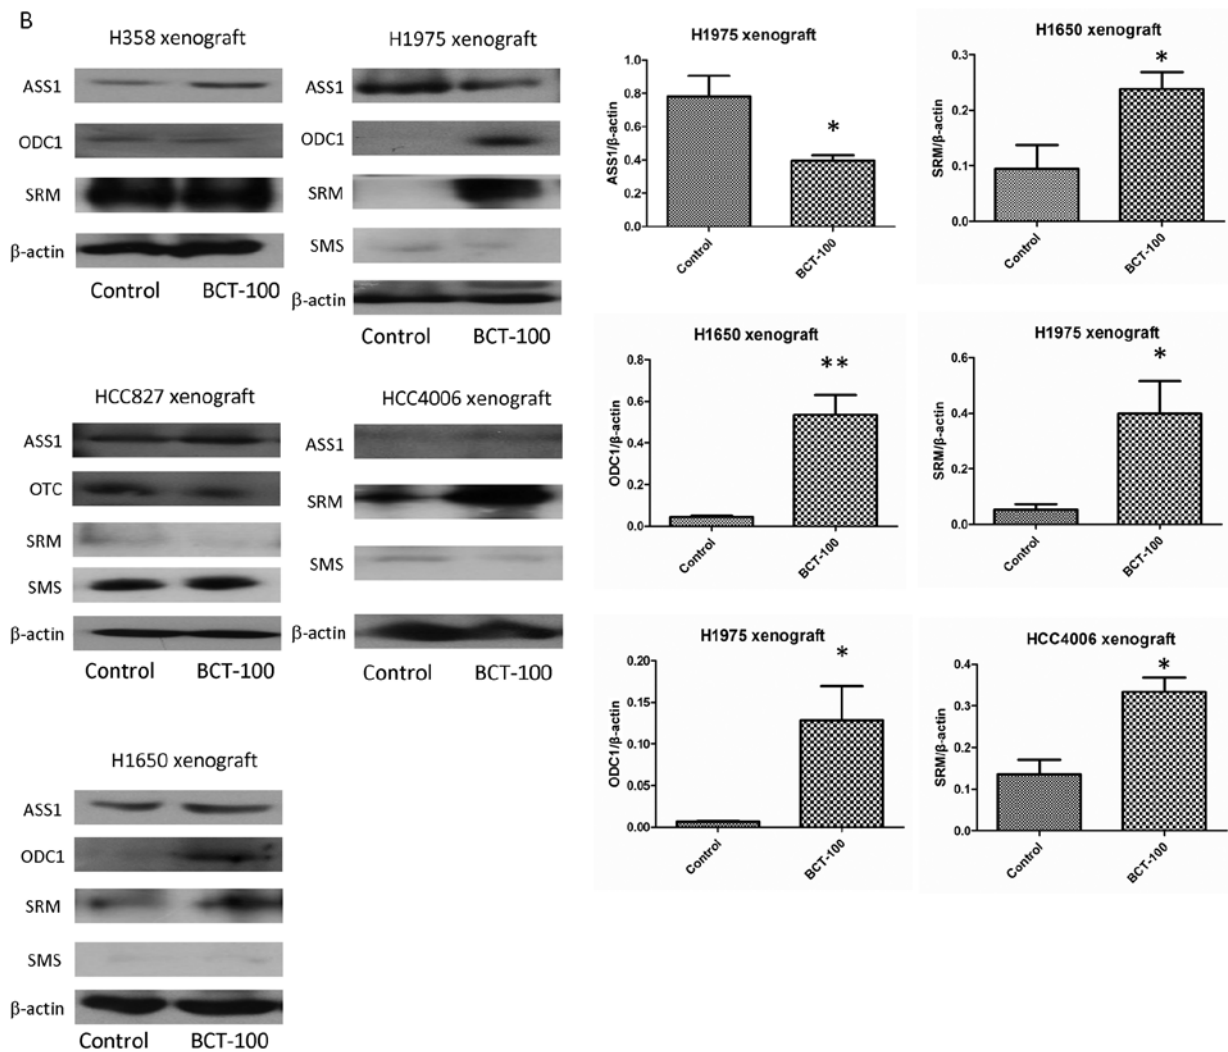 B
H358 xenograft
ASS1
ODC1
SRM
β-actin
Control BCT-100
H1975 xenograft
ASS1
ODC1
SRM
SMS
β-actin
Control BCT-100
HCC827 xenograft
ASS1
OTC
SRM
SMS
β-actin
Control BCT-100
HCC4006 xenograft
ASS1
SRM
SMS
β-actin
Control BCT-100
H1650 xenograft
ASS1
ODC1
SRM
SMS
β-actin
Control BCT-100
H1975 xenograft
ASS1/β-actin
1.0
0.8
0.6
0.4
0.2
0.0
*
Control BCT-100
H1650 xenograft
SRM/β-actin
0.3
0.2
0.1
0.0
*
Control BCT-100
H1650 xenograft
ODC1/β-actin
0.8
0.6
0.4
0.2
0.0
**
Control BCT-100
H1975 xenograft
SRM/β-actin
0.6
0.4
0.2
0.0
*
Control BCT-100
H1975 xenograft
ODC1/β-actin
0.20
0.15
0.10
0.05
0.00
*
Control BCT-100
HCC4006 xenograft
SRM/β-actin
0.4
0.3
0.2
0.1
0.0
*
Control BCT-100